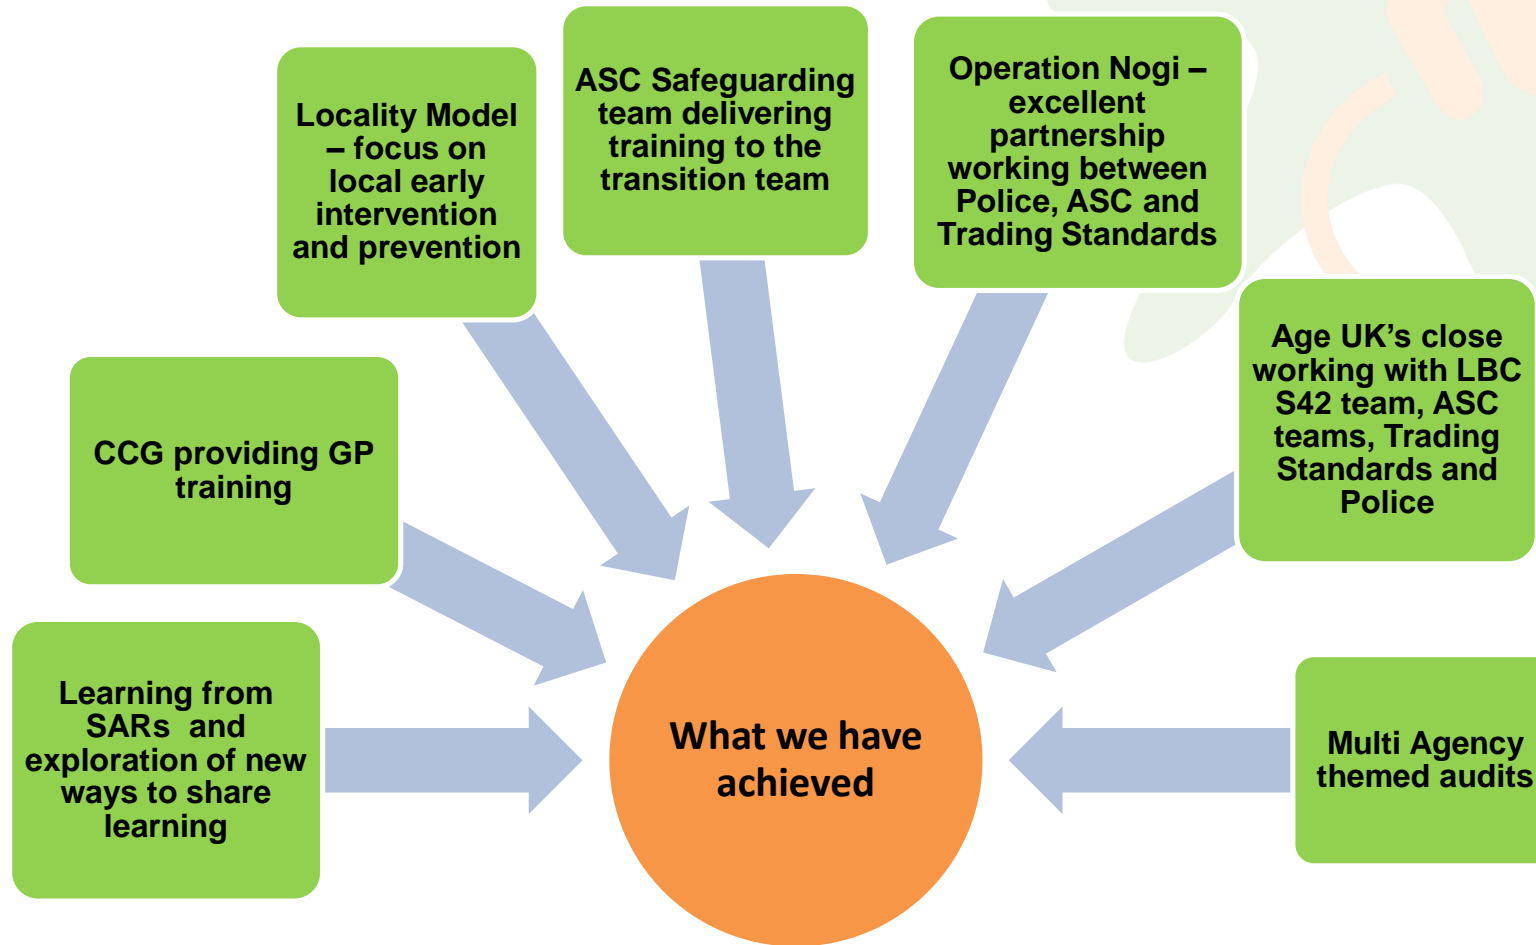 Learning from
SARs and
exploration of new
ways to share
learning
CCG providing GP
training
Locality Model
– focus on
local early
intervention
and prevention
ASC Safeguarding
team delivering
training to the
transition team
Operation Nogi –
excellent
partnership
working between
Police, ASC and
Trading Standards
Age UK’s close
working with LBC
S42 team, ASC
teams, Trading
Standards and
Police
Multi Agency
themed audits
What we have
achieved